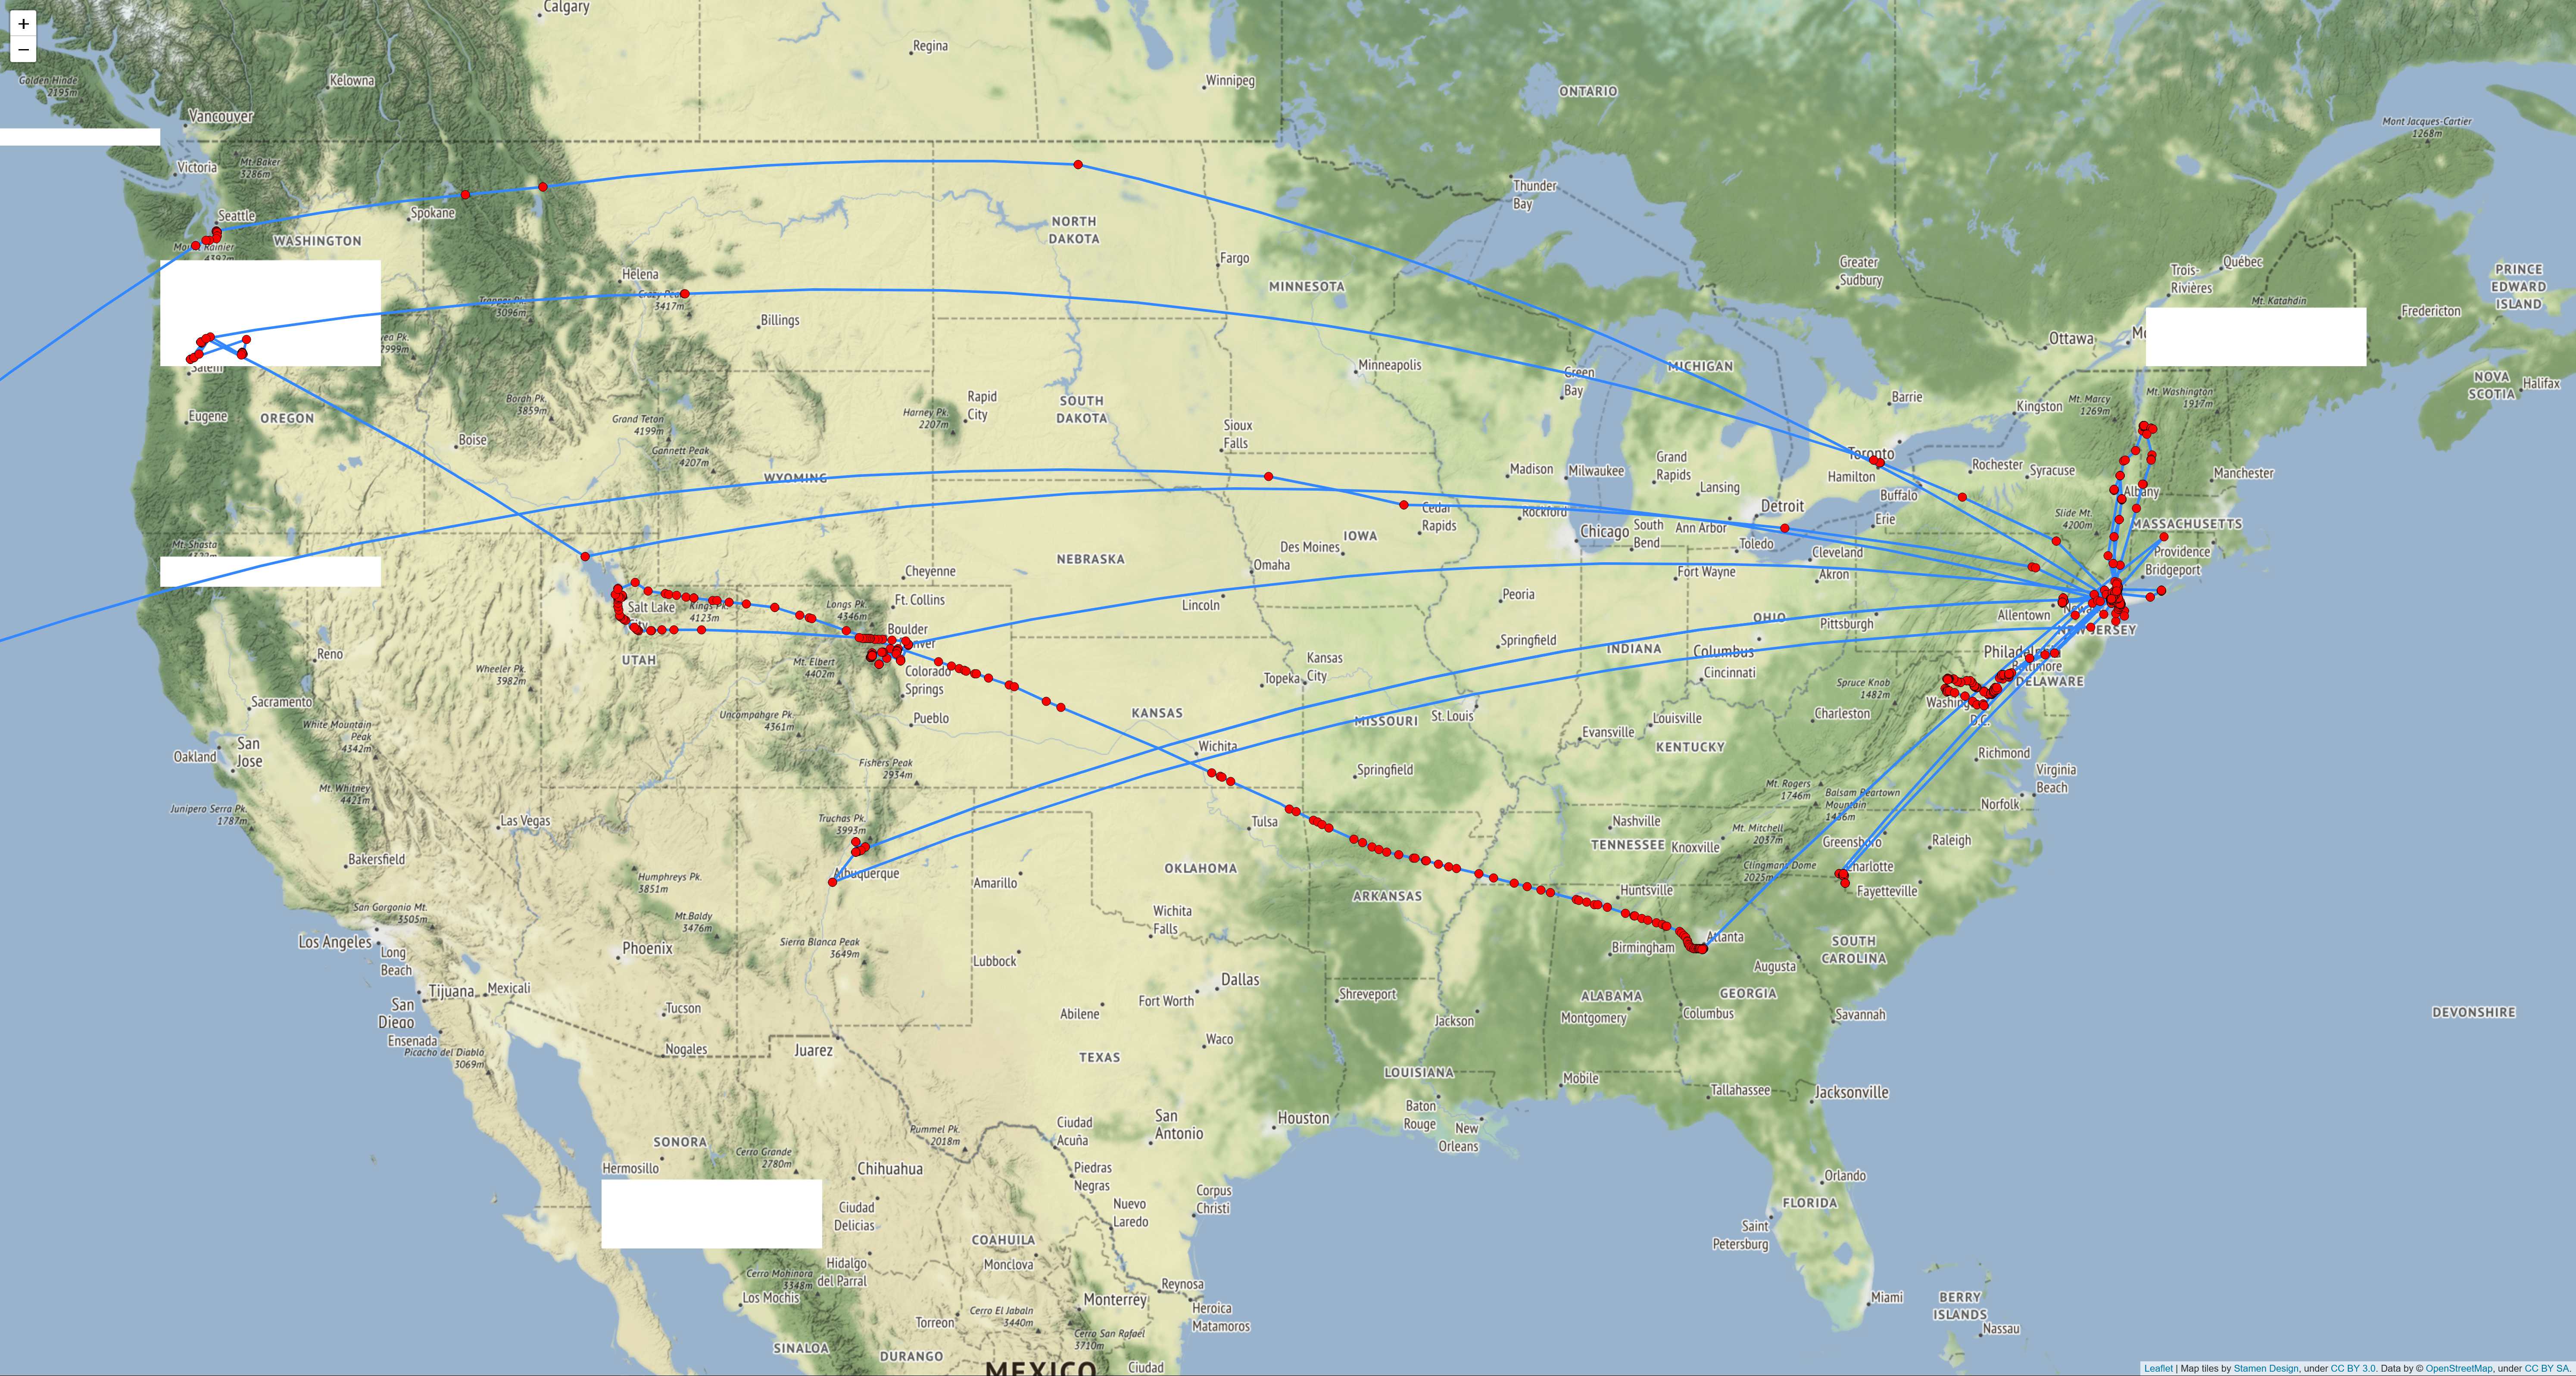 +
−
Calgary
Regina
Golden Hinde
2195m
Kelowna
Winnipeg
ONTARIO
Vancouver
Mont Jacques-Cartier
1268m
Victoria
Mt. Baker
3286m
Thunder
Bay
Seattle
Spokane
WASHINGTON
NORTH
DAKOTA
4392m
Fargo
Greater
Sudbury
Trois-
Rivières
Québec
PRINCE
EDWARD
ISLAND
Helena
Crazy Peak
3417m
MINNESOTA
Mt. Katahdin
Fredericton
Trapper Pk.
3096m
Billings
Ottawa
Mo
2999m
Salem
Minneapolis
Green
Bay
MICHIGAN
NOVA
SCOTIA
Halifax
Eugene
OREGON
Borah Pk.
3859m
Grand Teton
4199m
Harney Pk.
2207m
Rapid
City
SOUTH
DAKOTA
Barrie
Kingston
Mt. Marcy
1269m
Mt. Washington
1917m
Boise
Gannett Peak
4207m
Sioux
Falls
Toronto
Hamilton
WYOMING
Madison
Milwaukee
Grand
Rapids
Lansing
Buffalo
Rochester
Syracuse
Manchester
Albany
Cedar
Rapids
Rockford
Detroit
Ann Arbor
Erie
Slide Mt.
4200m
MASSACHUSETTS
Mt. Shasta
Chicago
South
Bend
Toledo
Cleveland
Providence
IOWA
Des Moines
NEBRASKA
Omaha
Cheyenne
Fort Wayne
Akron
Bridgeport
Ft. Collins
Salt Lake
City
Kings Pk.
4123m
Longs Pk.
4346m
Lincoln
Peoria
OHIO
Pittsburgh
Allentown
NEW JERSEY
Boulder
UTAH
Reno
Wheeler Pk.
3982m
Mt. Elbert
4402m
Colorado
Springs
Springfield
INDIANA
Columbus
Cincinnati
Philadelphia
Baltimore
DELAWARE
Topeka
Kansas
City
Spruce Knob
1482m
Washington
D.C.
Sacramento
White Mountain
Peak
4342m
Uncompahgre Pk.
4361m
Pueblo
KANSAS
MISSOURI
St. Louis
Louisville
Charleston
Evansville
KENTUCKY
Richmond
Oakland
San
Jose
Wichita
Fishers Peak
2934m
Springfield
Virginia
Beach
Norfolk
Mt. Whitney
4421m
Mt. Rogers
1746m
Balsam Beartown
Mountain
1436m
Junipero Serra Pk.
1787m
Las Vegas
Truchas Pk.
3993m
Tulsa
Nashville
TENNESSEE
Knoxville
Mt. Mitchell
2037m
Greensboro
Raleigh
Bakersfield
Humphreys Pk.
3851m
Albuquerque
Amarillo
OKLAHOMA
ARKANSAS
Clingmans Dome
2025m
Charlotte
Fayetteville
San Gorgonio Mt.
3505m
Mt.Baldy
3476m
Huntsville
Wichita
Falls
Los Angeles
Long
Beach
Phoenix
Sierra Blanca Peak
3649m
Lubbock
Birmingham
Atlanta
SOUTH
CAROLINA
Augusta
Tijuana
Mexicali
San
Diego
Dallas
Fort Worth
Abilene
Shreveport
ALABAMA
GEORGIA
Tucson
Jackson
Montgomery
Columbus
Savannah
DEVONSHIRE
Ensenada
Picacho del Diablo
3069m
Nogales
Juarez
Waco
TEXAS
LOUISIANA
Mobile
Tallahassee
Jacksonville
Baton
Rouge
New
Orleans
Houston
San
Antonio
Ciudad
Acuña
SONORA
Hermosillo
Cerro Grande
2780m
Pummel Pk.
2018m
Chihuahua
Piedras
Negras
Orlando
FLORIDA
Ciudad
Delicias
Nuevo
Laredo
Corpus
Christi
Saint
Petersburg
COAHUILA
Monclova
Hidalgo
del Parral
Cerro Mohinora
3348m
Los Mochis
Reynosa
Monterrey
Heroica
Matamoros
Miami
BERRY
ISLANDS
Nassau
Torreon
Cerro El Jabaln
3440m
Cerro San Rafaél
3710m
SINALOA
DURANGO
MEXICO
Ciudad
Leaflet | Map tiles by Stamen Design, under CC BY 3.0. Data by © OpenStreetMap, under CC BY SA.